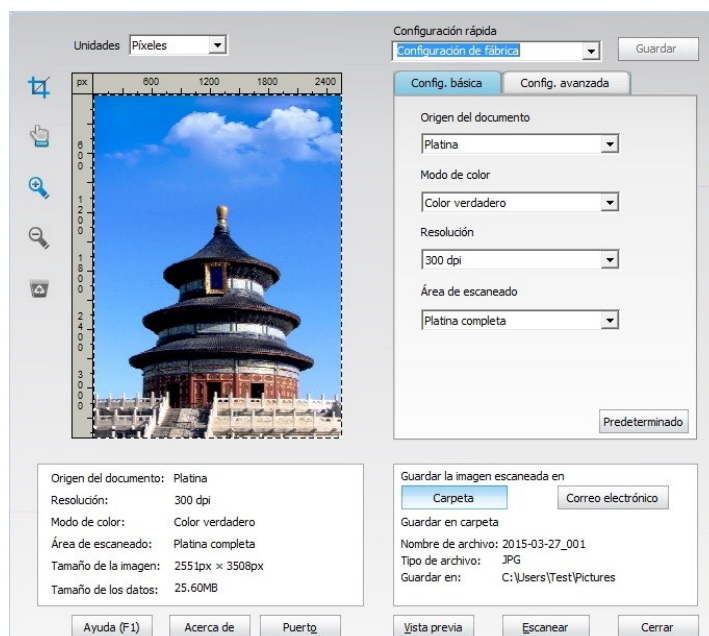 Configuración rápida
Unidades Píxeles
Configuración de fábrica Guardar
px 600 1200 1800 2400
Config. básica Config. avanzada
Origen del documento
Platina
Modo de color
Color verdadero
Resolución
300 dpi
Área de escaneado
Platina completa
600
1200
1800
2400
3000
Predeterminado
Origen del documento: Platina
Resolución: 300 dpi
Modo de color: Color verdadero
Área de escaneado: Platina completa
Tamaño de la imagen: 2551px × 3508px
Tamaño de los datos: 25.60MB
Guardar la imagen escaneada en
Carpeta Correo electrónico
Guardar en carpeta
Nombre de archivo: 2015-03-27_001
Tipo de archivo: JPG
Guardar en: C:\Users\Test\Pictures
Ayuda (F1) Acerca de Puerto Vista previa Escanear Cerrar